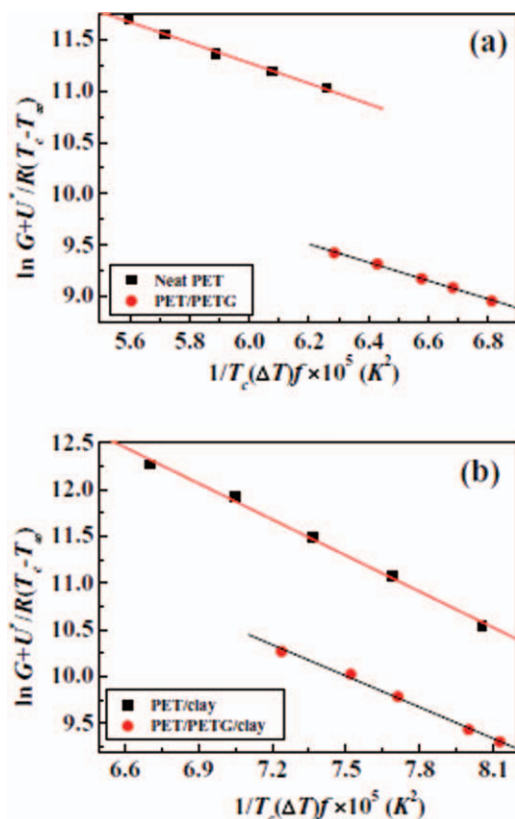 (a)
11.5
11.0
10.5
10.0
9.5
9.0
ln G+U*/R(Tc-T∞)
Neat PET
PET/PETG
5.6 5.8 6.0 6.2 6.4 6.6 6.8
1/Tc(ΔT)f×10⁵ (K²)
(b)
12.5
12.0
11.5
11.0
10.5
10.0
9.5
ln G+U*/R(Tc-T∞)
PET/clay
PET/PETG/clay
6.6 6.9 7.2 7.5 7.8 8.1
1/Tc(ΔT)f×10⁵ (K²)